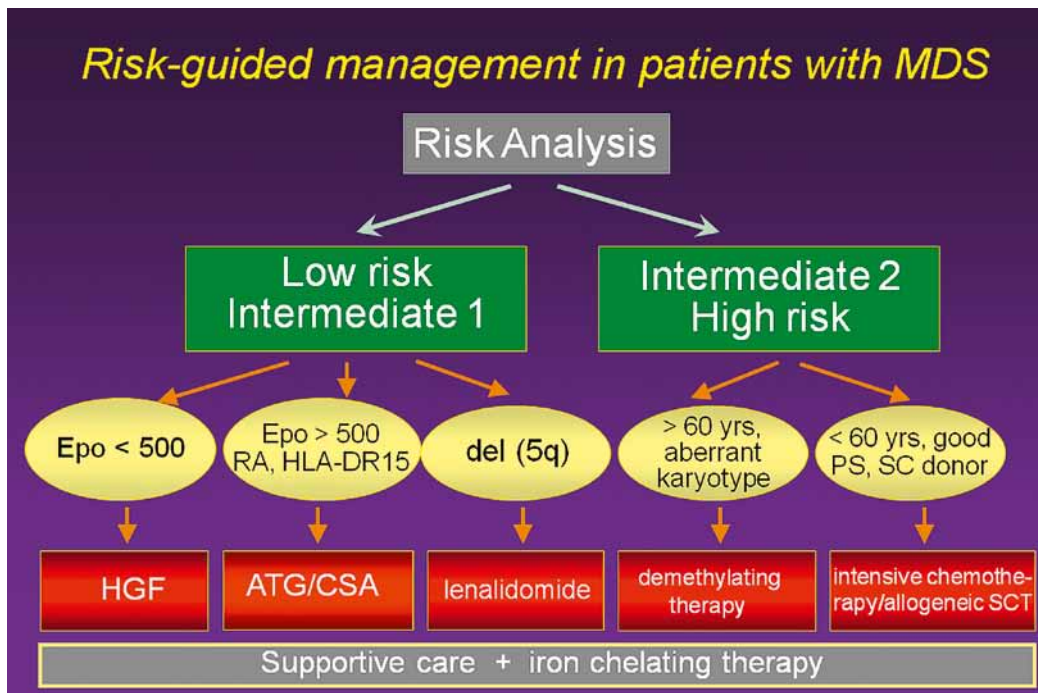 Risk-guided management in patients with MDS
Risk Analysis
Low risk
Intermediate 1
Intermediate 2
High risk
Epo < 500
Epo > 500
RA, HLA-DR15
del (5q)
> 60 yrs,
aberrant
karyotype
< 60 yrs, good
PS, SC donor
HGF
ATG/CSA
lenalidomide
demethylating
therapy
intensive chemothe-
rapy/allogeneic SCT
Supportive care + iron chelating therapy